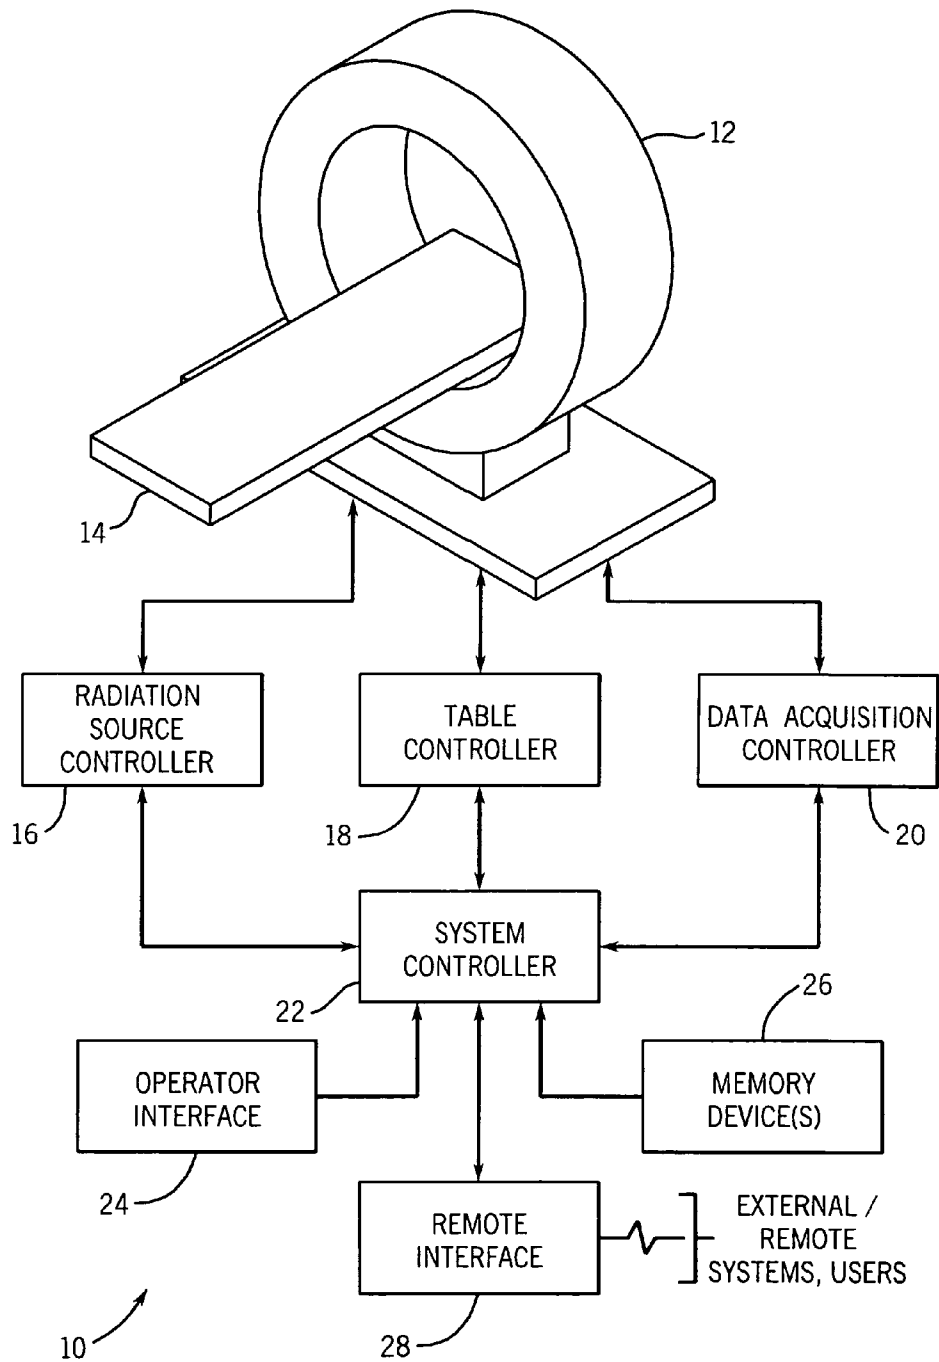 12
14
RADIATION
SOURCE
CONTROLLER
16
TABLE
CONTROLLER
18
DATA ACQUISITION
CONTROLLER
20
SYSTEM
CONTROLLER
22
OPERATOR
INTERFACE
24
26
MEMORY
DEVICE(S)
REMOTE
INTERFACE
28
EXTERNAL /
REMOTE
SYSTEMS, USERS
10